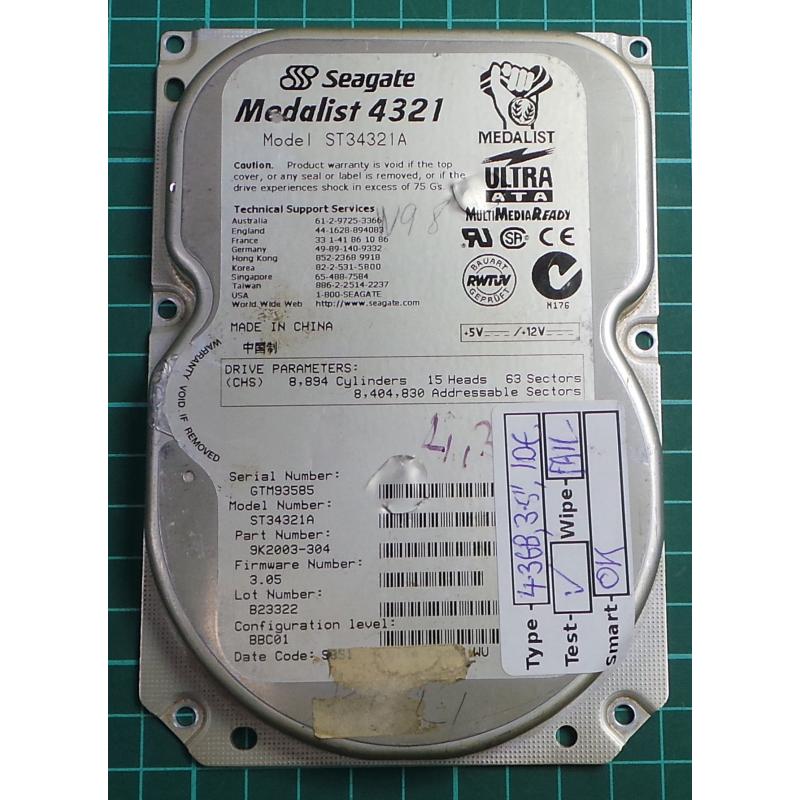 Seagate
Medalist 4321
Model ST34321A
MEDALIST
Caution. Product warranty is void if the top
cover, or any seal or label is removed, or if the
drive experiences shock in excess of 75 Gs.
ULTRA
ATA
MULTIMEDIA READY
Technical Support Services
Australia 61-2-9725-3366
England 44-1628-894083
France 33 1-41 86 10 86
Germany 49-89-140-9332
Hong Kong 852-2368 9918
Korea 82-2-531-5800
Singapore 65-488-7584
Taiwan 886-2-2514-2237
USA 1-800-SEAGATE
World Wide Web http://www.seagate.com
BAUART
RWTÜV
GEPRÜFT
N176
MADE IN CHINA
中国制
+5V /+12V
WARRANTY VOID IF REMOVED
DRIVE PARAMETERS:
(CHS) 8,894 Cylinders 15 Heads 63 Sectors
8,404,830 Addressable Sectors
4,3
Serial Number:
GTM93585
Model Number:
ST34321A
Part Number:
9K2003-304
Firmware Number:
3.05
Lot Number:
B23322
Configuration level:
BBC01
Date Code:
WU
Type - 4.3GB, 3.5", IDE.
Test- ✓ Wipe- FAIL
Smart- OK